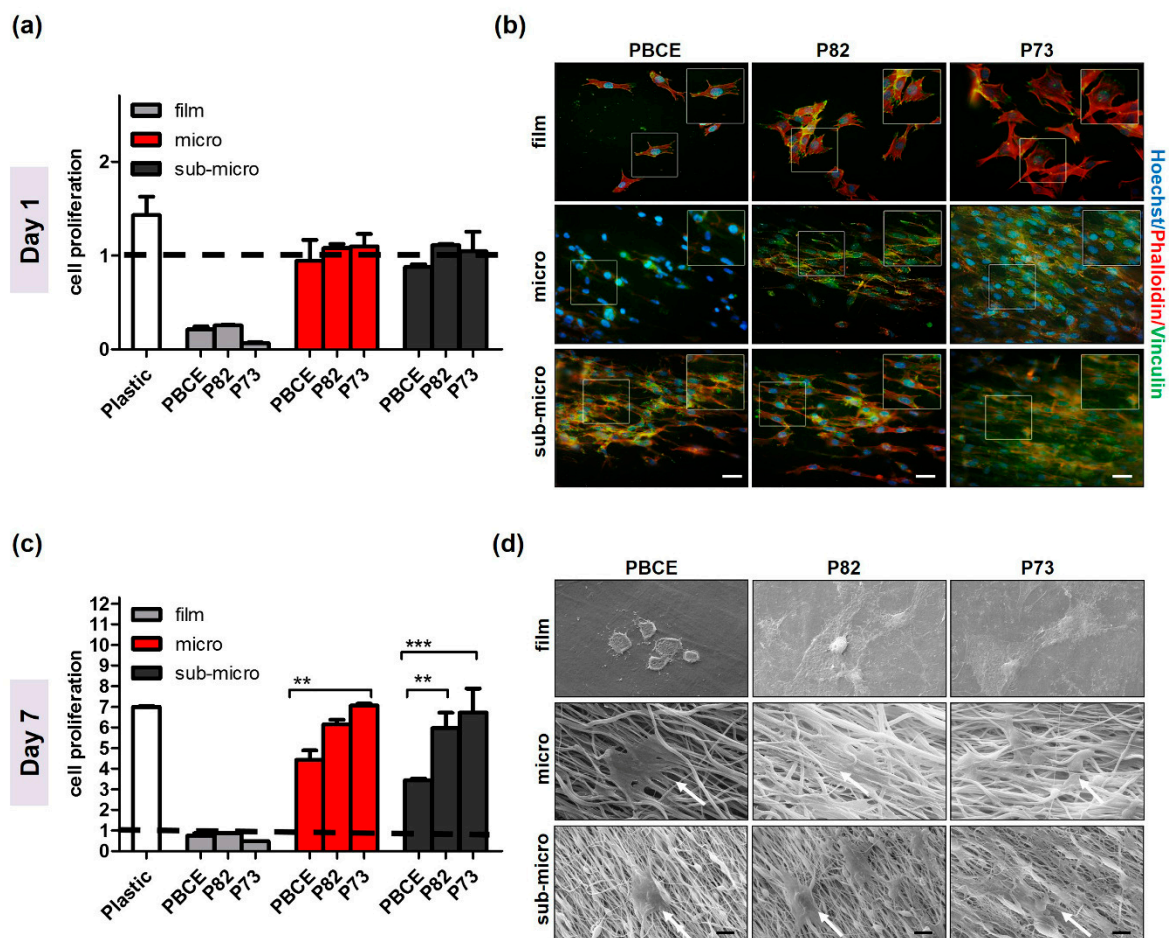 (a)
Day 1
cell proliferation
2
1
0
film
micro
sub-micro
Plastic
PBCE
P82
P73
PBCE
P82
P73
PBCE
P82
P73
(b)
PBCE P82 P73
film
micro
sub-micro
Hoechst/Phalloidin/Vinculin
(c)
Day 7
cell proliferation
12
11
10
9
8
7
6
5
4
3
2
1
0
film
micro
sub-micro
**
***
**
Plastic
PBCE
P82
P73
PBCE
P82
P73
PBCE
P82
P73
(d)
PBCE P82 P73
film
micro
sub-micro